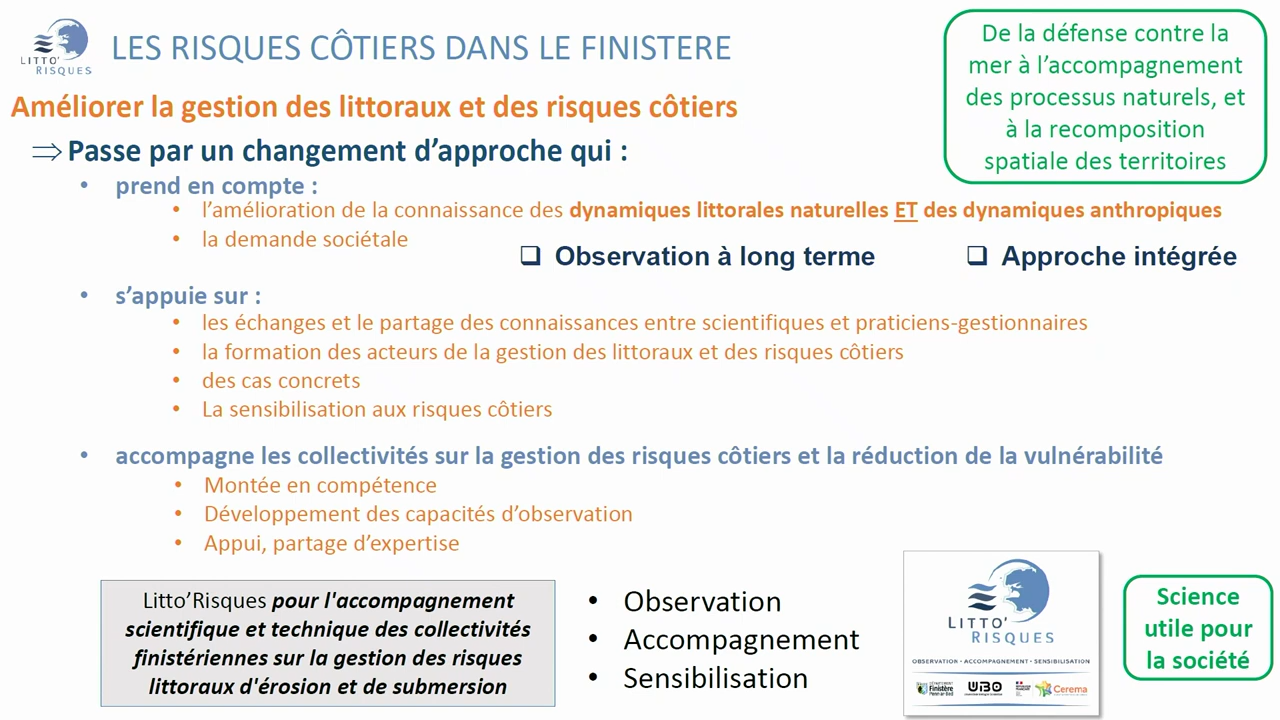 LITTO'
RISQUES
LES RISQUES CÔTIERS DANS LE FINISTERE
De la défense contre la
mer à l'accompagnement
des processus naturels, et
à la recomposition
spatiale des territoires
Améliorer la gestion des littoraux et des risques côtiers
⇒ Passe par un changement d'approche qui :
• prend en compte :
• l'amélioration de la connaissance des dynamiques littorales naturelles ET des dynamiques anthropiques
• la demande sociétale
❑ Observation à long terme
❑ Approche intégrée
• s'appuie sur :
• les échanges et le partage des connaissances entre scientifiques et praticiens-gestionnaires
• la formation des acteurs de la gestion des littoraux et des risques côtiers
• des cas concrets
• La sensibilisation aux risques côtiers
• accompagne les collectivités sur la gestion des risques côtiers et la réduction de la vulnérabilité
• Montée en compétence
• Développement des capacités d'observation
• Appui, partage d'expertise
Litto'Risques pour l'accompagnement
scientifique et technique des collectivités
finistériennes sur la gestion des risques
littoraux d'érosion et de submersion
• Observation
• Accompagnement
• Sensibilisation
LITTO'
RISQUES
OBSERVATION • ACCOMPAGNEMENT • SENSIBILISATION
Finistère
Penn-ar-Bed
UBO
Cerema
Science
utile pour
la société